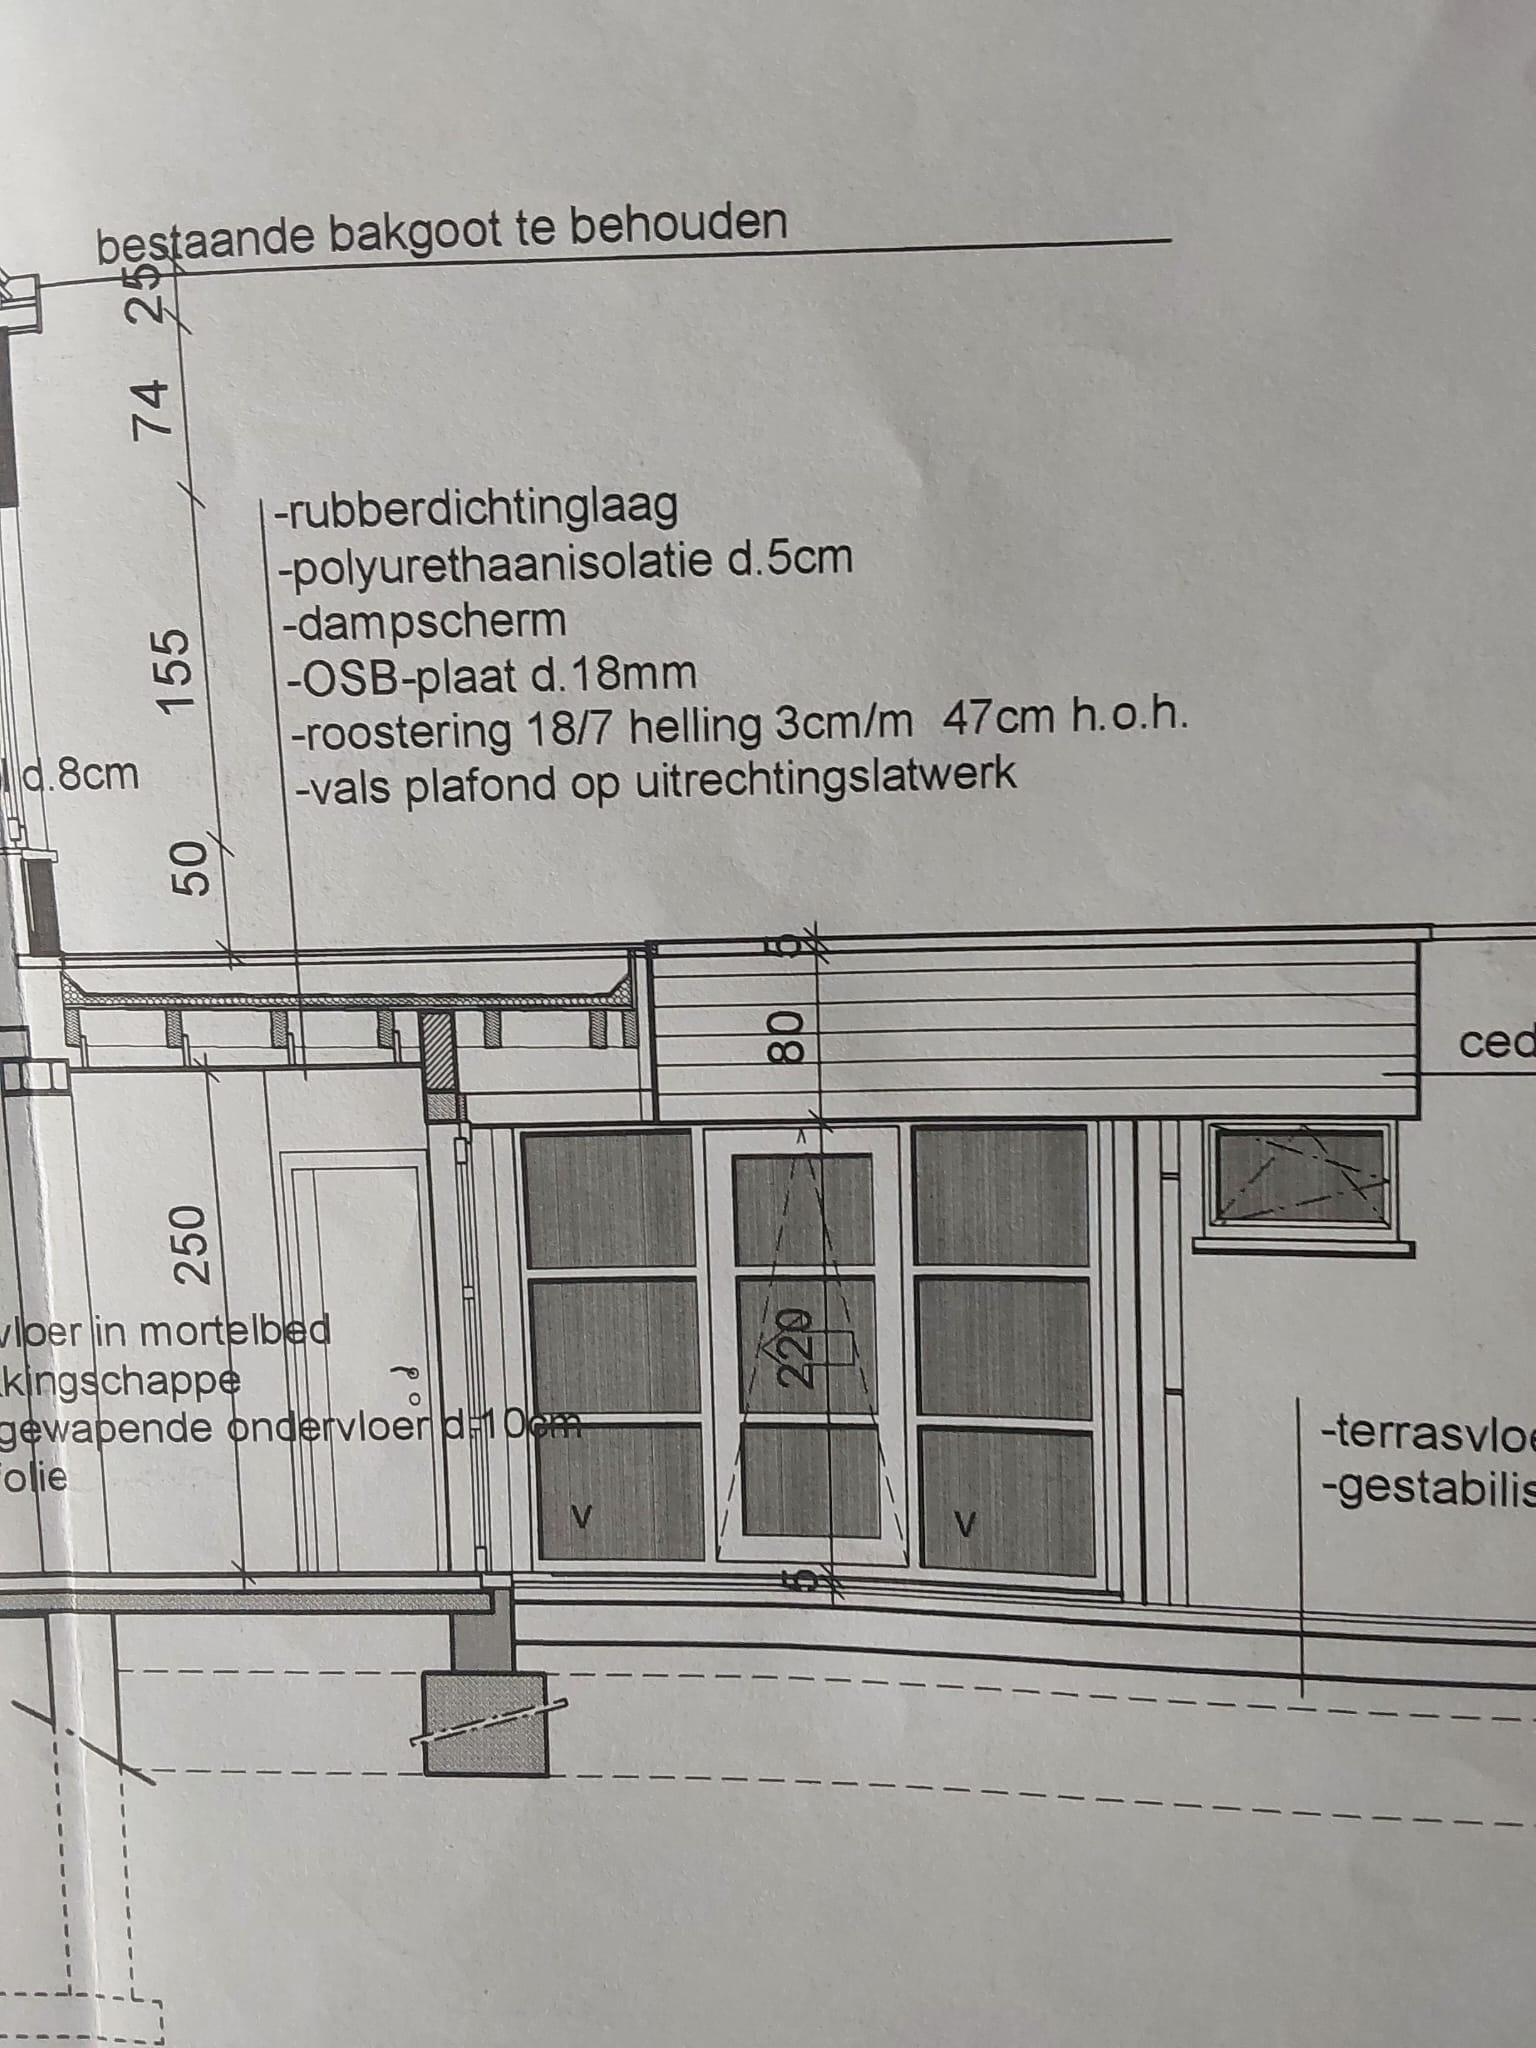 bestaande bakgoot te behouden
25
74
-rubberdichtinglaag
-polyurethaanisolatie d.5cm
-dampscherm
-OSB-plaat d.18mm
-roostering 18/7 helling 3cm/m 47cm h.o.h.
-vals plafond op uitrechtingslatwerk
155
d.8cm
50
5
80
ced
250
220
vloer in mortelbed
kingschappe
gewapende ondervloer d.10cm
folie
-terrasvloe
-gestabilis
v
v
5